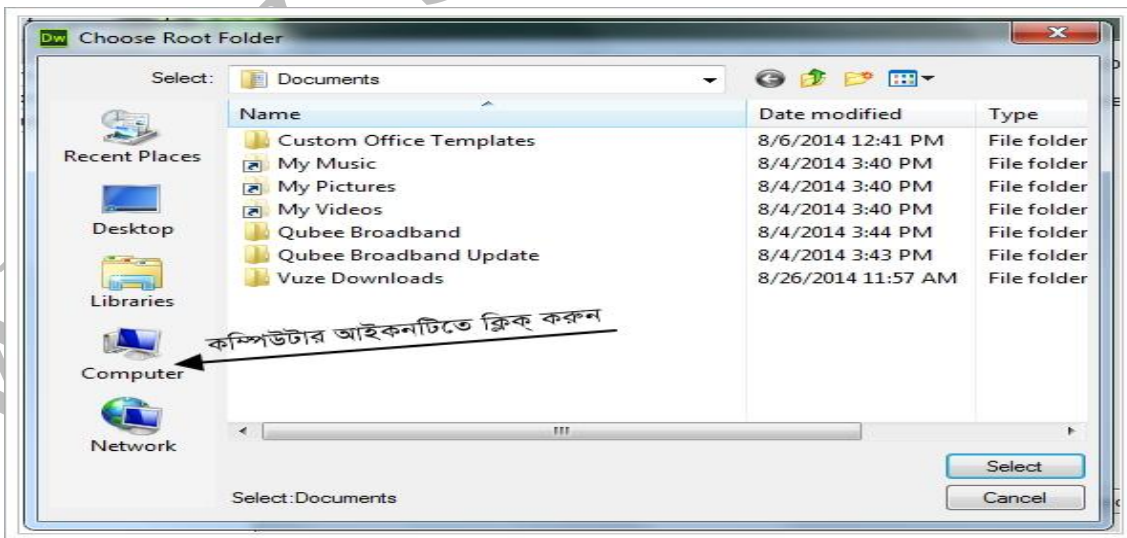 Dw Choose Root Folder
Select: Documents
Name Date modified Type
Custom Office Templates 8/6/2014 12:41 PM File folder
My Music 8/4/2014 3:40 PM File folder
My Pictures 8/4/2014 3:40 PM File folder
My Videos 8/4/2014 3:40 PM File folder
Qubee Broadband 8/4/2014 3:44 PM File folder
Qubee Broadband Update 8/4/2014 3:43 PM File folder
Vuze Downloads 8/26/2014 11:57 AM File folder
Recent Places
Desktop
Libraries
Computer
Network
কম্পিউটার আইকনটিতে ক্লিক্ করুন
Select
Select:Documents
Cancel